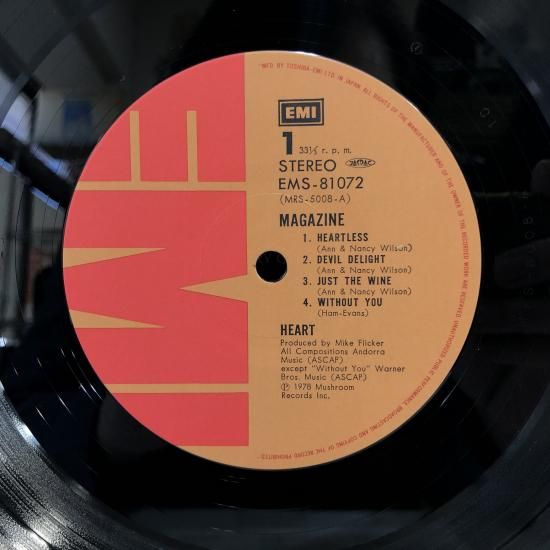 MFD BY TOSHIBA-EMI LTD. IN JAPAN. ALL RIGHTS OF THE MANUFACTURER AND OF THE OWNER OF THE RECORDED WORK ARE RESERVED. UNAUTHORIZED PUBLIC PERFORMANCE, BROADCASTING AND COPYING OF THE RECORD PROHIBITED
EMI
EMI
1 33⅓ r. p. m.
STEREO JASRAC
EMS-81072
(MRS-5008-A)
MAGAZINE
1. HEARTLESS
(Ann & Nancy Wilson)
2. DEVIL DELIGHT
(Ann & Nancy Wilson)
3. JUST THE WINE
(Ann & Nancy Wilson)
4. WITHOUT YOU
(Ham-Evans)
HEART
Produced by Mike Flicker
All Compositions Andorra
Music (ASCAP)
except "Without You" Warner
Bros. Music (ASCAP)
Ⓟ 1978 Mushroom
Records Inc.